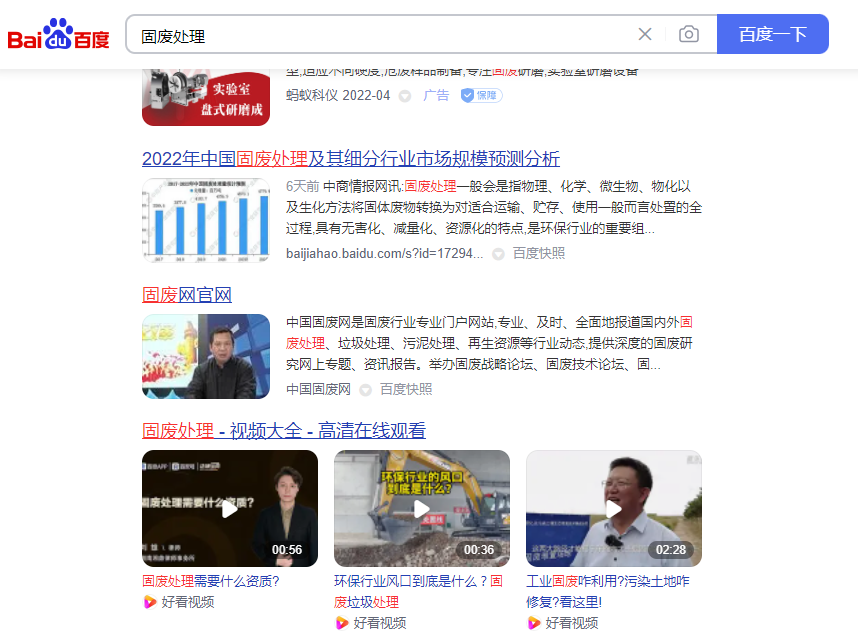 Bai du 百度
固废处理
百度一下
型,适应不同硬度,危废样品制备,专注固废研磨,实验室研磨设备
实验室
盘式研磨成
蚂蚁科仪 2022-04 广告 保障
2022年中国固废处理及其细分行业市场规模预测分析
6天前 中商情报网讯:固废处理一般会是指物理、化学、微生物、物化以
及生化方法将固体废物转换为对适合运输、贮存、使用一般而言处置的全
过程,具有无害化、减量化、资源化的特点,是环保行业的重要组...
baijiahao.baidu.com/s?id=17294... 百度快照
固废网官网
中国固废网是固废行业专业门户网站,专业、及时、全面地报道国内外固
废处理、垃圾处理、污泥处理、再生资源等行业动态,提供深度的固废研
究网上专题、资讯报告。举办固废战略论坛、固废技术论坛、固...
中国固废网 百度快照
固废处理 - 视频大全 - 高清在线观看
固废处理需要什么资质?
00:56
环保行业的风口
到底是什么?
00:36
02:28
固废处理需要什么资质?
好看视频
环保行业风口到底是什么？固
废垃圾处理
好看视频
工业固废咋利用?污染土地咋
修复?看这里!
好看视频